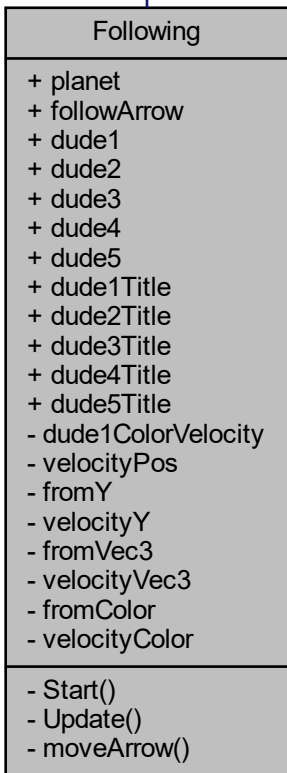 Following
+ planet
+ followArrow
+ dude1
+ dude2
+ dude3
+ dude4
+ dude5
+ dude1Title
+ dude2Title
+ dude3Title
+ dude4Title
+ dude5Title
- dude1ColorVelocity
- velocityPos
- fromY
- velocityY
- fromVec3
- velocityVec3
- fromColor
- velocityColor
- Start()
- Update()
- moveArrow()